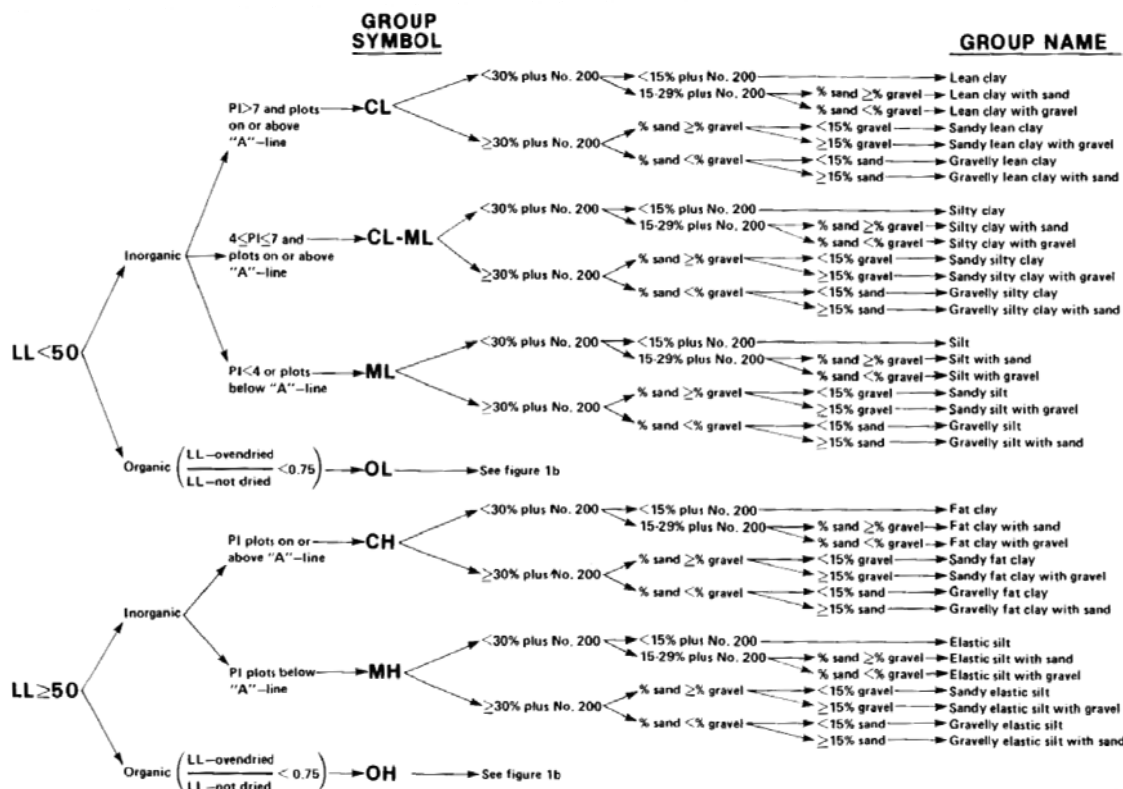 GROUP SYMBOL
GROUP NAME
LL<50
Inorganic
PI>7 and plots on or above "A"-line
CL
<30% plus No. 200
<15% plus No. 200
Lean clay
15-29% plus No. 200
% sand ≥% gravel
Lean clay with sand
% sand <% gravel
Lean clay with gravel
≥30% plus No. 200
% sand ≥% gravel
<15% gravel
Sandy lean clay
≥15% gravel
Sandy lean clay with gravel
% sand <% gravel
<15% sand
Gravelly lean clay
≥15% sand
Gravelly lean clay with sand
4≤PI≤7 and plots on or above "A"-line
CL-ML
<30% plus No. 200
<15% plus No. 200
Silty clay
15-29% plus No. 200
% sand ≥% gravel
Silty clay with sand
% sand <% gravel
Silty clay with gravel
≥30% plus No. 200
% sand ≥% gravel
<15% gravel
Sandy silty clay
≥15% gravel
Sandy silty clay with gravel
% sand <% gravel
<15% sand
Gravelly silty clay
≥15% sand
Gravelly silty clay with sand
PI<4 or plots below "A"-line
ML
<30% plus No. 200
<15% plus No. 200
Silt
15-29% plus No. 200
% sand ≥% gravel
Silt with sand
% sand <% gravel
Silt with gravel
≥30% plus No. 200
% sand ≥% gravel
<15% gravel
Sandy silt
≥15% gravel
Sandy silt with gravel
% sand <% gravel
<15% sand
Gravelly silt
≥15% sand
Gravelly silt with sand
Organic (LL-ovendried / LL-not dried <0.75)
OL
See figure 1b
LL≥50
Inorganic
PI plots on or above "A"-line
CH
<30% plus No. 200
<15% plus No. 200
Fat clay
15-29% plus No. 200
% sand ≥% gravel
Fat clay with sand
% sand <% gravel
Fat clay with gravel
≥30% plus No. 200
% sand ≥% gravel
<15% gravel
Sandy fat clay
≥15% gravel
Sandy fat clay with gravel
% sand <% gravel
<15% sand
Gravelly fat clay
≥15% sand
Gravelly fat clay with sand
PI plots below "A"-line
MH
<30% plus No. 200
<15% plus No. 200
Elastic silt
15-29% plus No. 200
% sand ≥% gravel
Elastic silt with sand
% sand <% gravel
Elastic silt with gravel
≥30% plus No. 200
% sand ≥% gravel
<15% gravel
Sandy elastic silt
≥15% gravel
Sandy elastic silt with gravel
% sand <% gravel
<15% sand
Gravelly elastic silt
≥15% sand
Gravelly elastic silt with sand
Organic (LL-ovendried / LL-not dried <0.75)
OH
See figure 1b